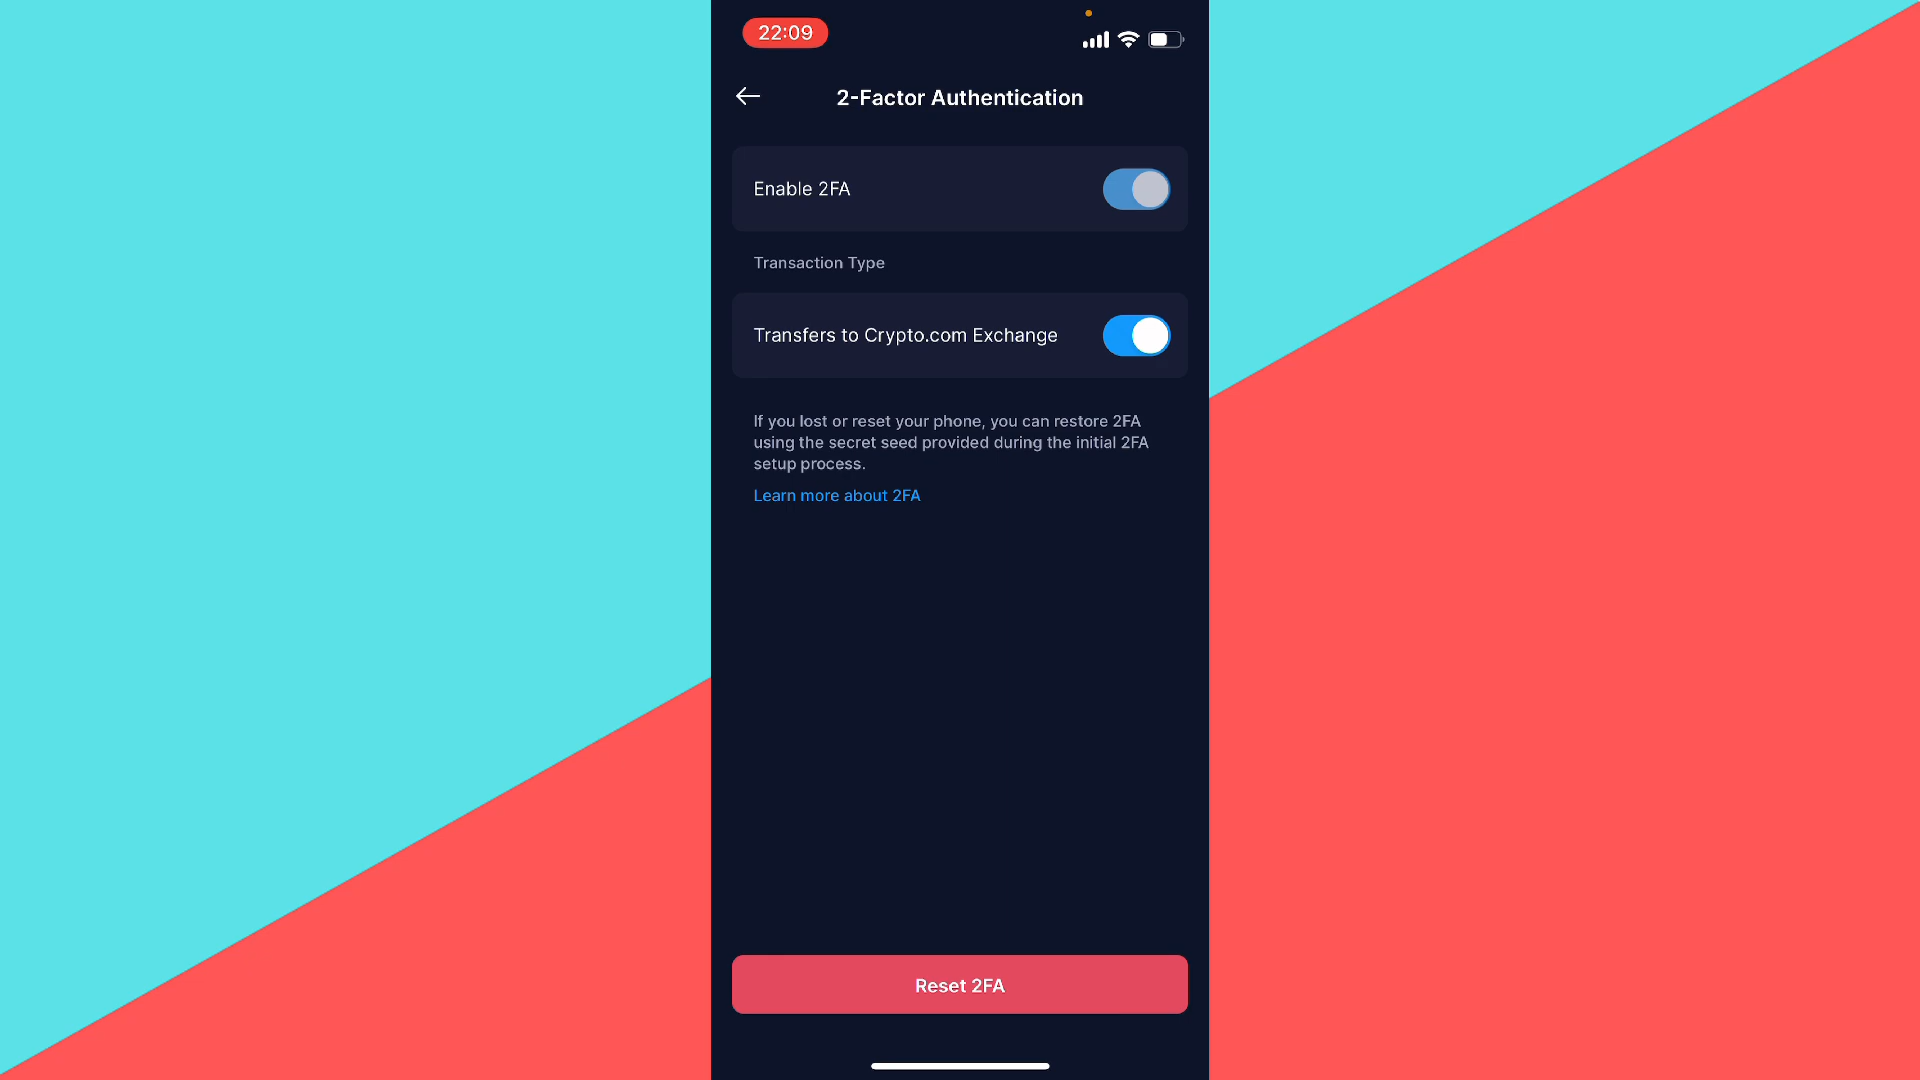 22:09
2-Factor Authentication
Enable 2FA
Transaction Type
Transfers to Crypto.com Exchange
If you lost or reset your phone, you can restore 2FA
using the secret seed provided during the initial 2FA
setup process.
Learn more about 2FA
Reset 2FA